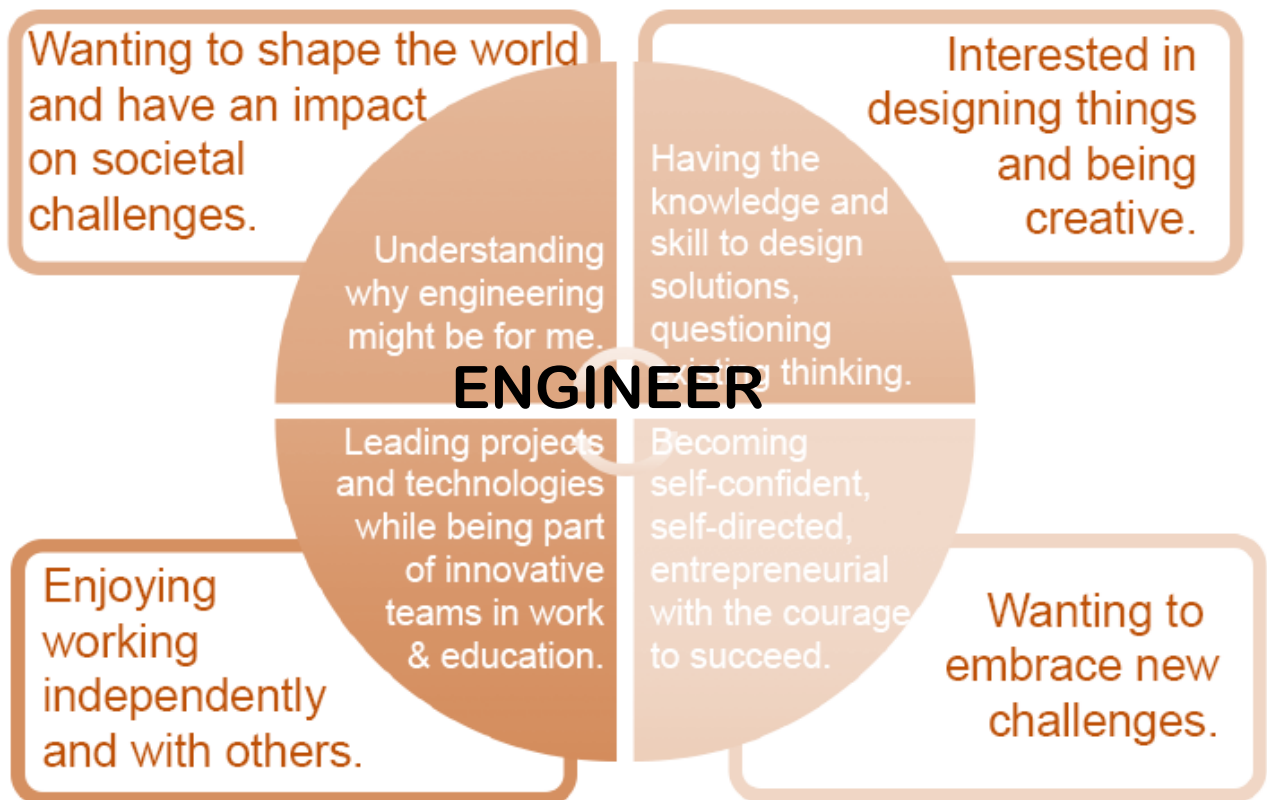 Wanting to shape the world
and have an impact
on societal
challenges.
Interested in
designing things
and being
creative.
Understanding
why engineering
might be for me.
Having the
knowledge and
skill to design
solutions,
questioning
existing thinking.
ENGINEER
Leading projects
and technologies
while being part
of innovative
teams in work
& education.
Becoming
self-confident,
self-directed,
entrepreneurial
with the courage
to succeed.
Enjoying
working
independently
and with others.
Wanting to
embrace new
challenges.